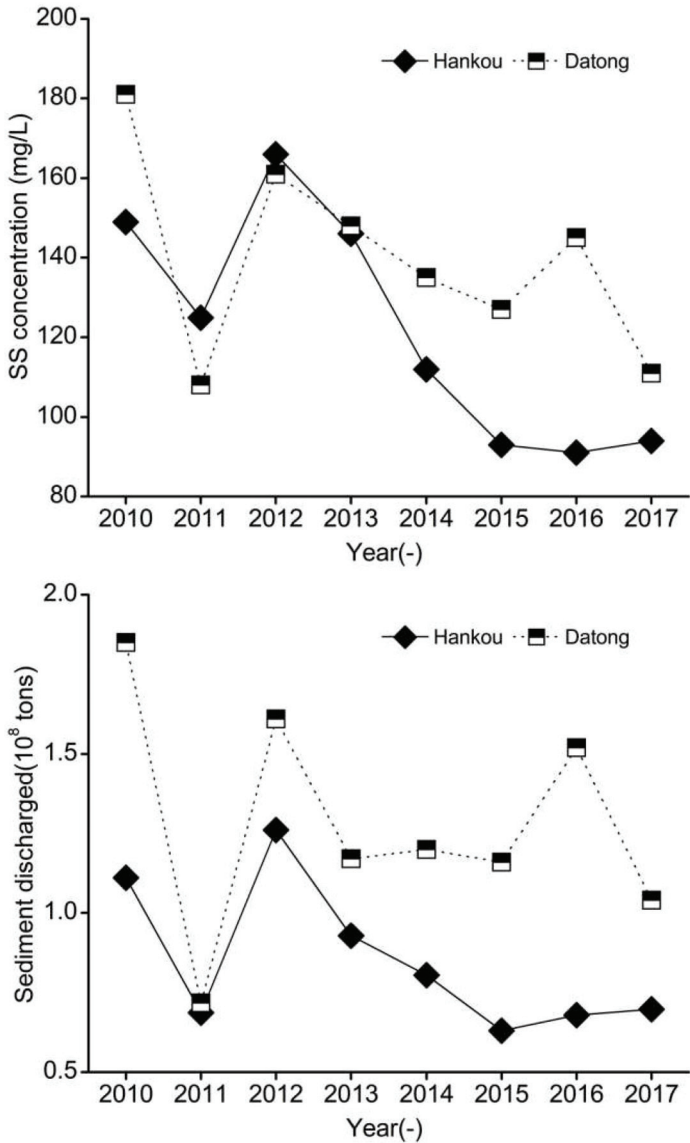 200
180
160
140
120
100
80
SS concentration (mg/L)
Hankou
Datong
2010 2011 2012 2013 2014 2015 2016 2017
Year(-)
2.0
1.5
1.0
0.5
Sediment discharged(10⁸ tons)
Hankou
Datong
2010 2011 2012 2013 2014 2015 2016 2017
Year(-)